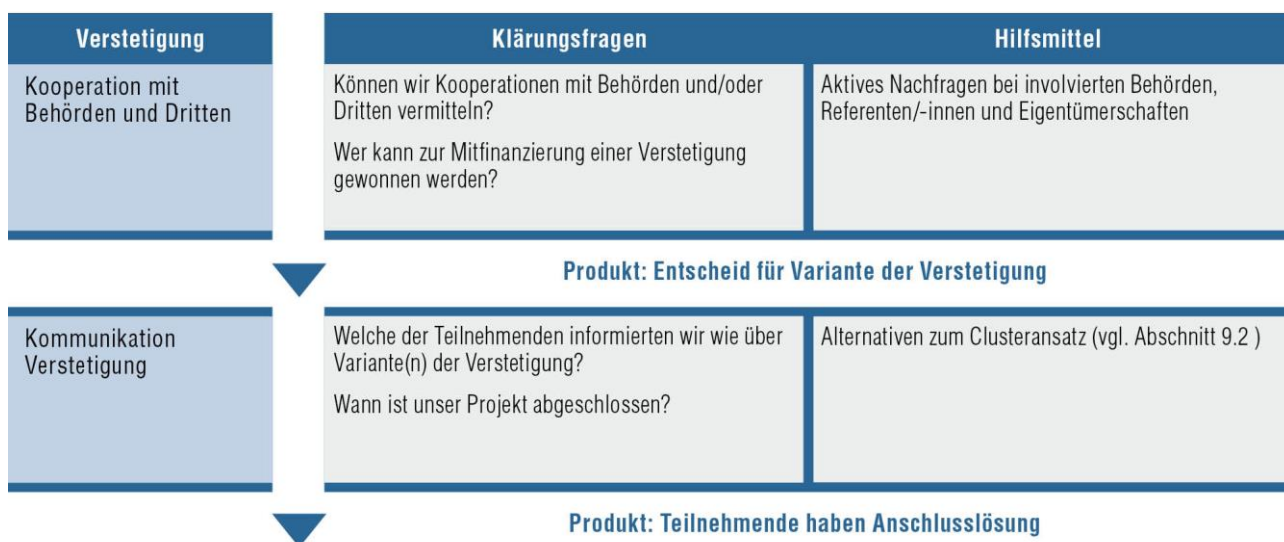 Verstetigung
Klärungsfragen
Hilfsmittel
Kooperation mit
Behörden und Dritten
Können wir Kooperationen mit Behörden und/oder
Dritten vermitteln?
Wer kann zur Mitfinanzierung einer Verstetigung
gewonnen werden?
Aktives Nachfragen bei involvierten Behörden,
Referenten/-innen und Eigentümerschaften
Produkt: Entscheid für Variante der Verstetigung
Kommunikation
Verstetigung
Welche der Teilnehmenden informierten wir wie über
Variante(n) der Verstetigung?
Wann ist unser Projekt abgeschlossen?
Alternativen zum Clusteransatz (vgl. Abschnitt 9.2 )
Produkt: Teilnehmende haben Anschlusslösung